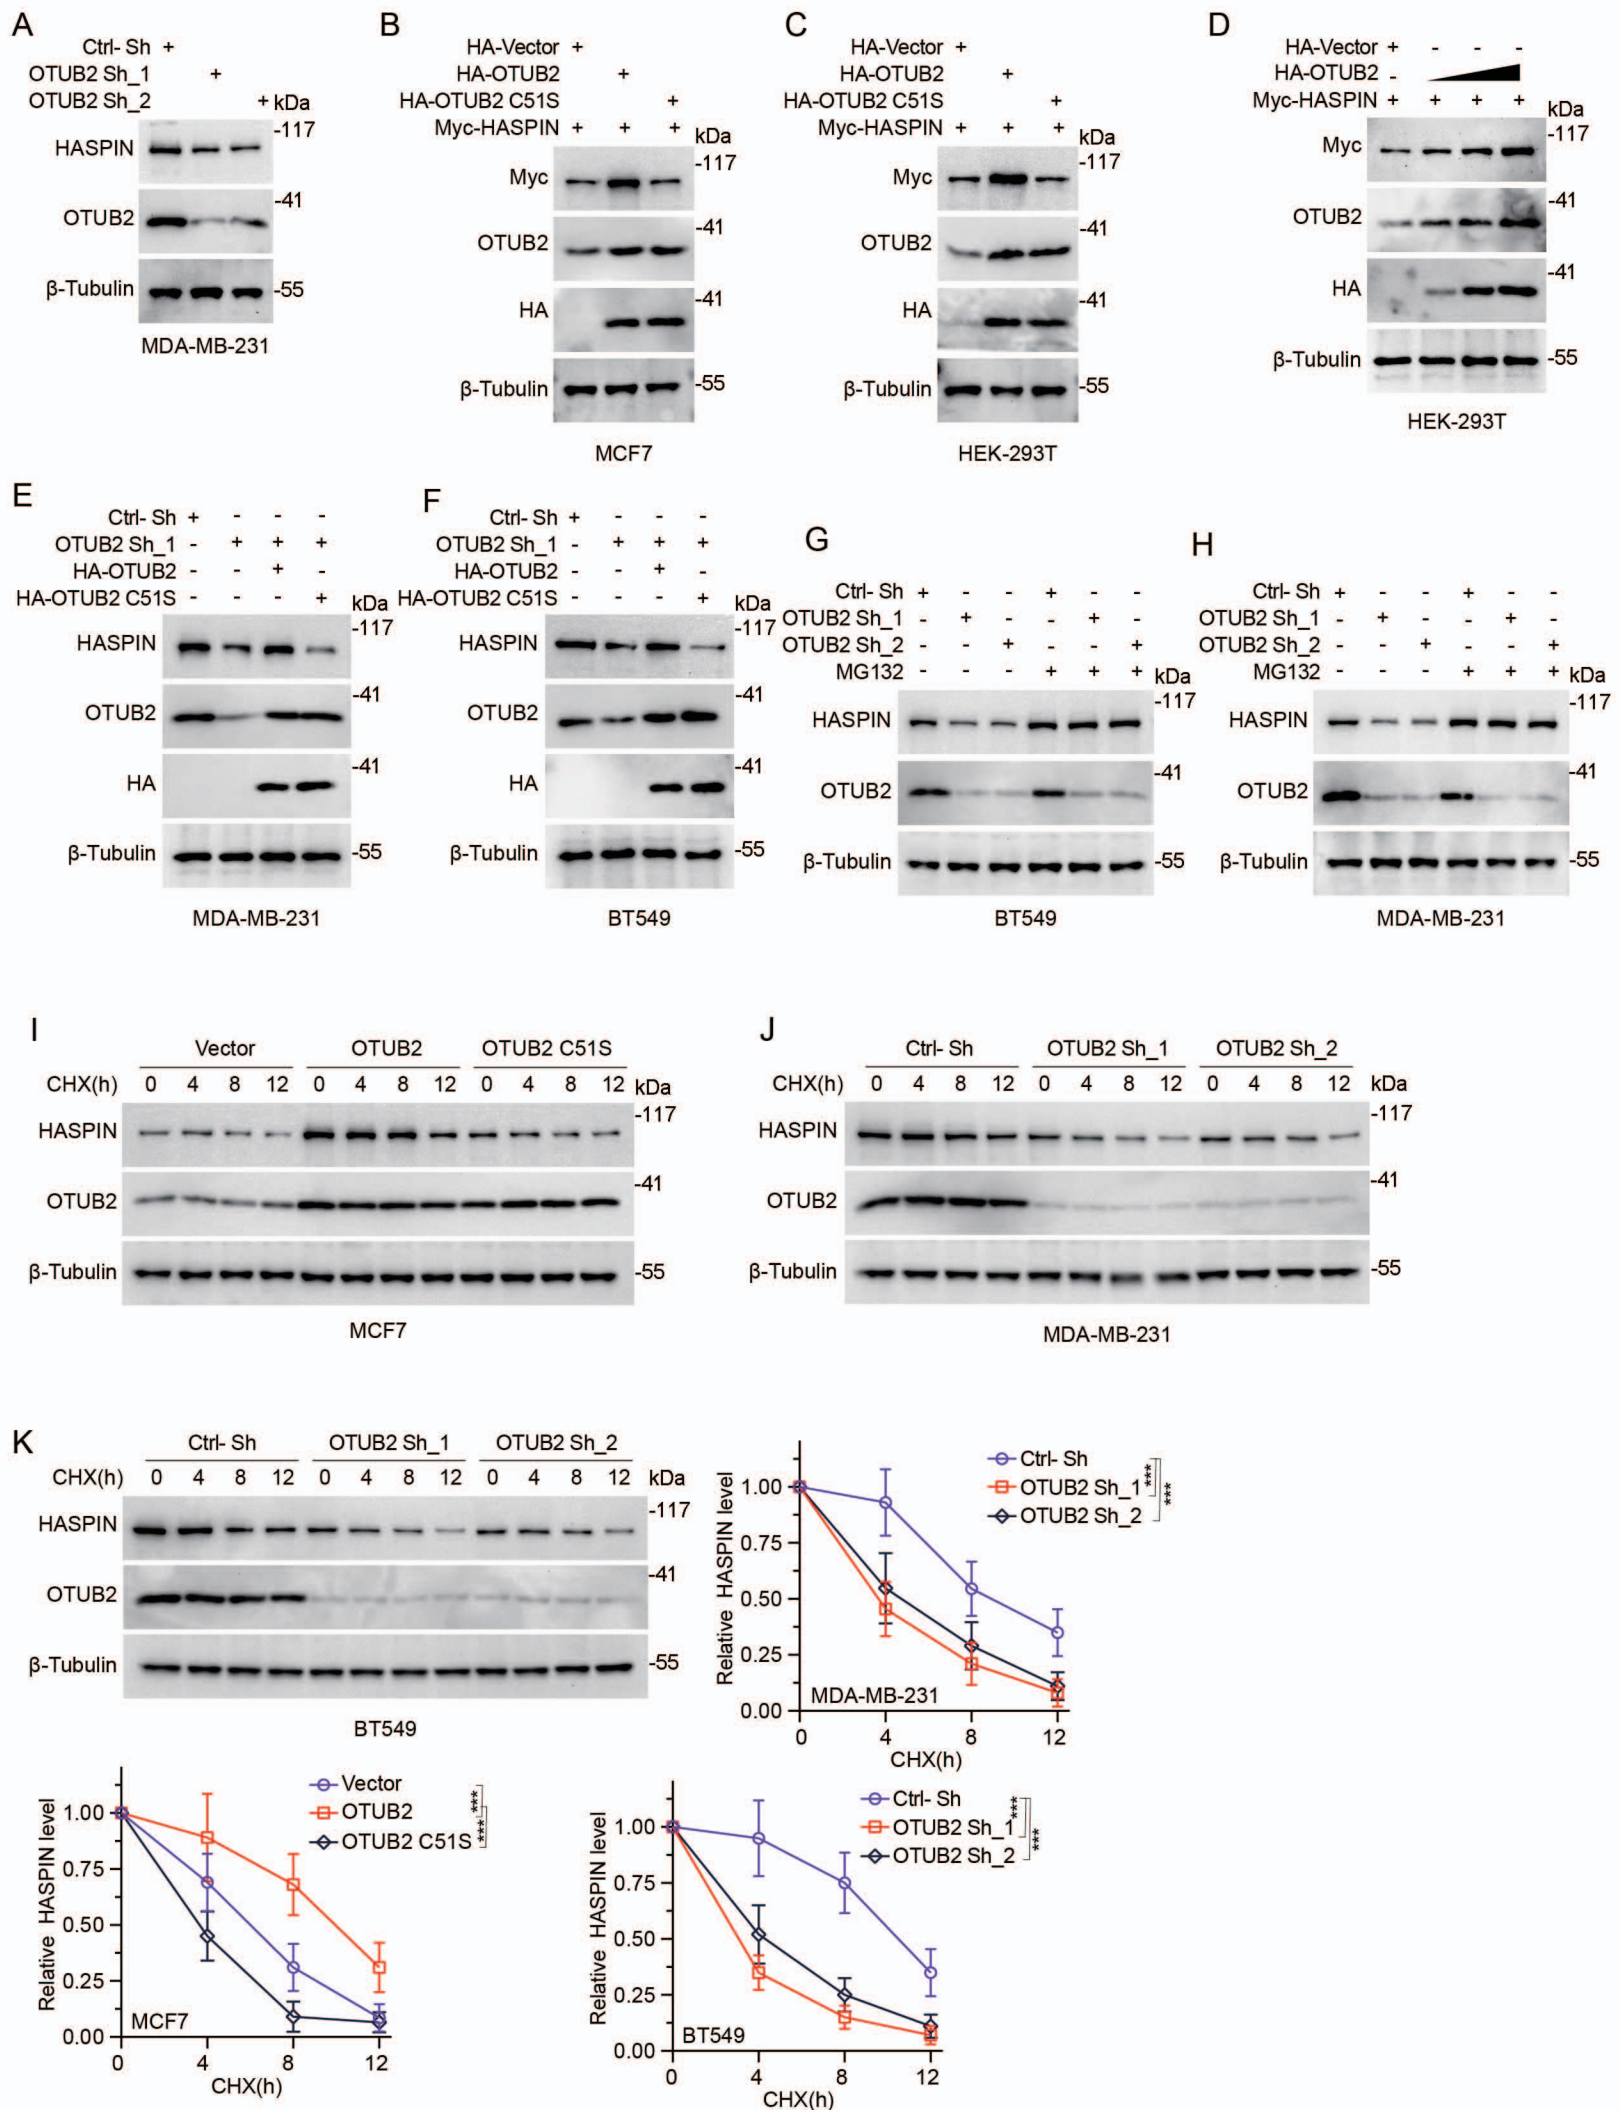 A
Ctrl- Sh +
OTUB2 Sh_1 +
OTUB2 Sh_2 + kDa
HASPIN -117
OTUB2 -41
β-Tubulin -55
MDA-MB-231
B
HA-Vector +
HA-OTUB2 +
HA-OTUB2 C51S +
Myc-HASPIN + + + kDa
Myc -117
OTUB2 -41
HA -41
β-Tubulin -55
MCF7
C
HA-Vector +
HA-OTUB2 +
HA-OTUB2 C51S +
Myc-HASPIN + + + kDa
Myc -117
OTUB2 -41
HA -41
β-Tubulin -55
HEK-293T
D
HA-Vector + - - -
HA-OTUB2 -
Myc-HASPIN + + + + kDa
Myc -117
OTUB2 -41
HA -41
β-Tubulin -55
HEK-293T
E
Ctrl- Sh + - - -
OTUB2 Sh_1 - + + +
HA-OTUB2 - - + -
HA-OTUB2 C51S - - - + kDa
HASPIN -117
OTUB2 -41
HA -41
β-Tubulin -55
MDA-MB-231
F
Ctrl- Sh + - - -
OTUB2 Sh_1 - + + +
HA-OTUB2 - - + -
HA-OTUB2 C51S - - - + kDa
HASPIN -117
OTUB2 -41
HA -41
β-Tubulin -55
BT549
G
Ctrl- Sh + - - + - -
OTUB2 Sh_1 - + - - + -
OTUB2 Sh_2 - - + - - +
MG132 - - - + + + kDa
HASPIN -117
OTUB2 -41
β-Tubulin -55
BT549
H
Ctrl- Sh + - - + - -
OTUB2 Sh_1 - + - - + -
OTUB2 Sh_2 - - + - - +
MG132 - - - + + + kDa
HASPIN -117
OTUB2 -41
β-Tubulin -55
MDA-MB-231
I
Vector OTUB2 OTUB2 C51S
CHX(h) 0 4 8 12 0 4 8 12 0 4 8 12 kDa
HASPIN -117
OTUB2 -41
β-Tubulin -55
MCF7
J
Ctrl- Sh OTUB2 Sh_1 OTUB2 Sh_2
CHX(h) 0 4 8 12 0 4 8 12 0 4 8 12 kDa
HASPIN -117
OTUB2 -41
β-Tubulin -55
MDA-MB-231
K
Ctrl- Sh OTUB2 Sh_1 OTUB2 Sh_2
CHX(h) 0 4 8 12 0 4 8 12 0 4 8 12 kDa
HASPIN -117
OTUB2 -41
β-Tubulin -55
BT549
Relative HASPIN level
1.00
0.75
0.50
0.25
0.00
Ctrl- Sh
OTUB2 Sh_1
OTUB2 Sh_2
***
***
MDA-MB-231
0 4 8 12
CHX(h)
Relative HASPIN level
1.00
0.75
0.50
0.25
0.00
Vector
OTUB2
OTUB2 C51S
***
***
MCF7
0 4 8 12
CHX(h)
Relative HASPIN level
1.00
0.75
0.50
0.25
0.00
Ctrl- Sh
OTUB2 Sh_1
OTUB2 Sh_2
***
***
BT549
0 4 8 12
CHX(h)